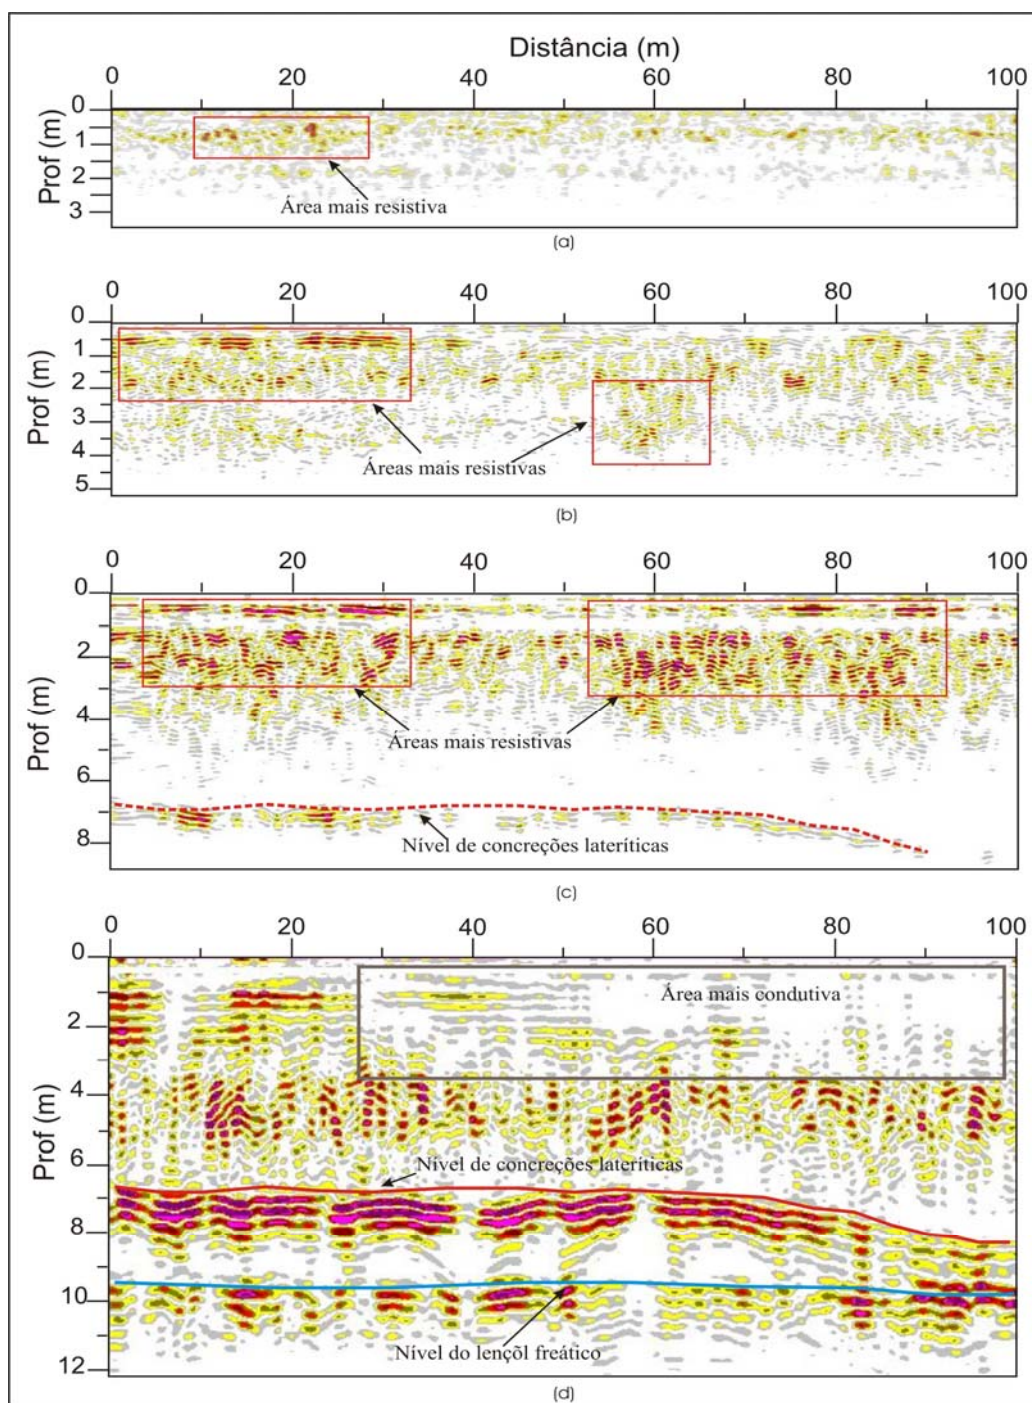 Distância (m)
0 20 40 60 80 100
Prof (m)
0
1
2
3
Área mais resistiva
(a)
0 20 40 60 80 100
Prof (m)
0
1
2
3
4
5
Áreas mais resistivas
(b)
0 20 40 60 80 100
Prof (m)
0
2
4
6
8
Áreas mais resistivas
Nível de concreções lateríticas
(c)
0 20 40 60 80 100
Prof (m)
0
2
4
6
8
10
12
Área mais condutiva
Nível de concreções lateríticas
Nível do lençõl freático
(d)